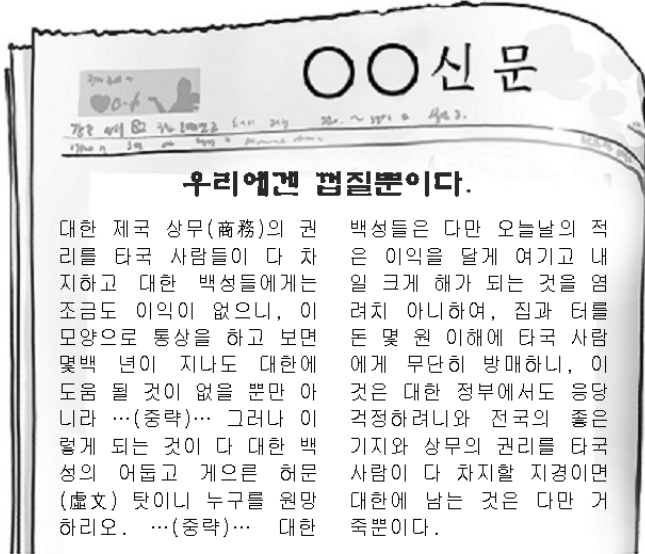 ○○신문
우리에겐 껍질뿐이다.
대한 제국 상무(商務)의 권
리를 타국 사람들이 다 차
지하고 대한 백성들에게는
조금도 이익이 없으니, 이
모양으로 통상을 하고 보면
몇백 년이 지나도 대한에
도움 될 것이 없을 뿐만 아
니라 …(중략)… 그러나 이
렇게 되는 것이 다 대한 백
성의 어둡고 게으른 허문
(虛文) 탓이니 누구를 원망
하리오. …(중략)… 대한
백성들은 다만 오늘날의 적
은 이익을 달게 여기고 내
일 크게 해가 되는 것을 염
려치 아니하여, 집과 터를
돈 몇 원 이해에 타국 사람
에게 무단히 방매하니, 이
것은 대한 정부에서도 응당
걱정하려니와 전국의 좋은
기지와 상무의 권리를 타국
사람이 다 차지할 지경이면
대한에 남는 것은 다만 거
죽뿐이다.